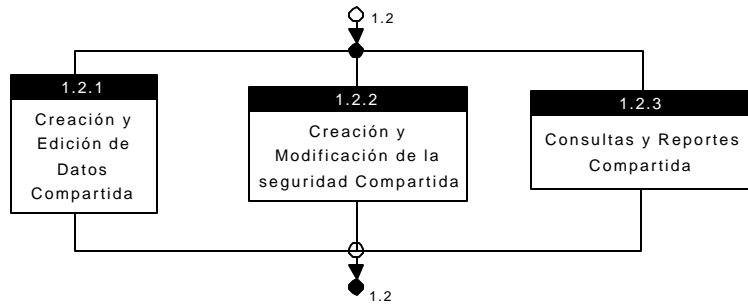 1.2
1.2.1
Creación y
Edición de
Datos
Compartida
1.2.2
Creación y
Modificación de la
seguridad Compartida
1.2.3
Consultas y Reportes
Compartida
1.2